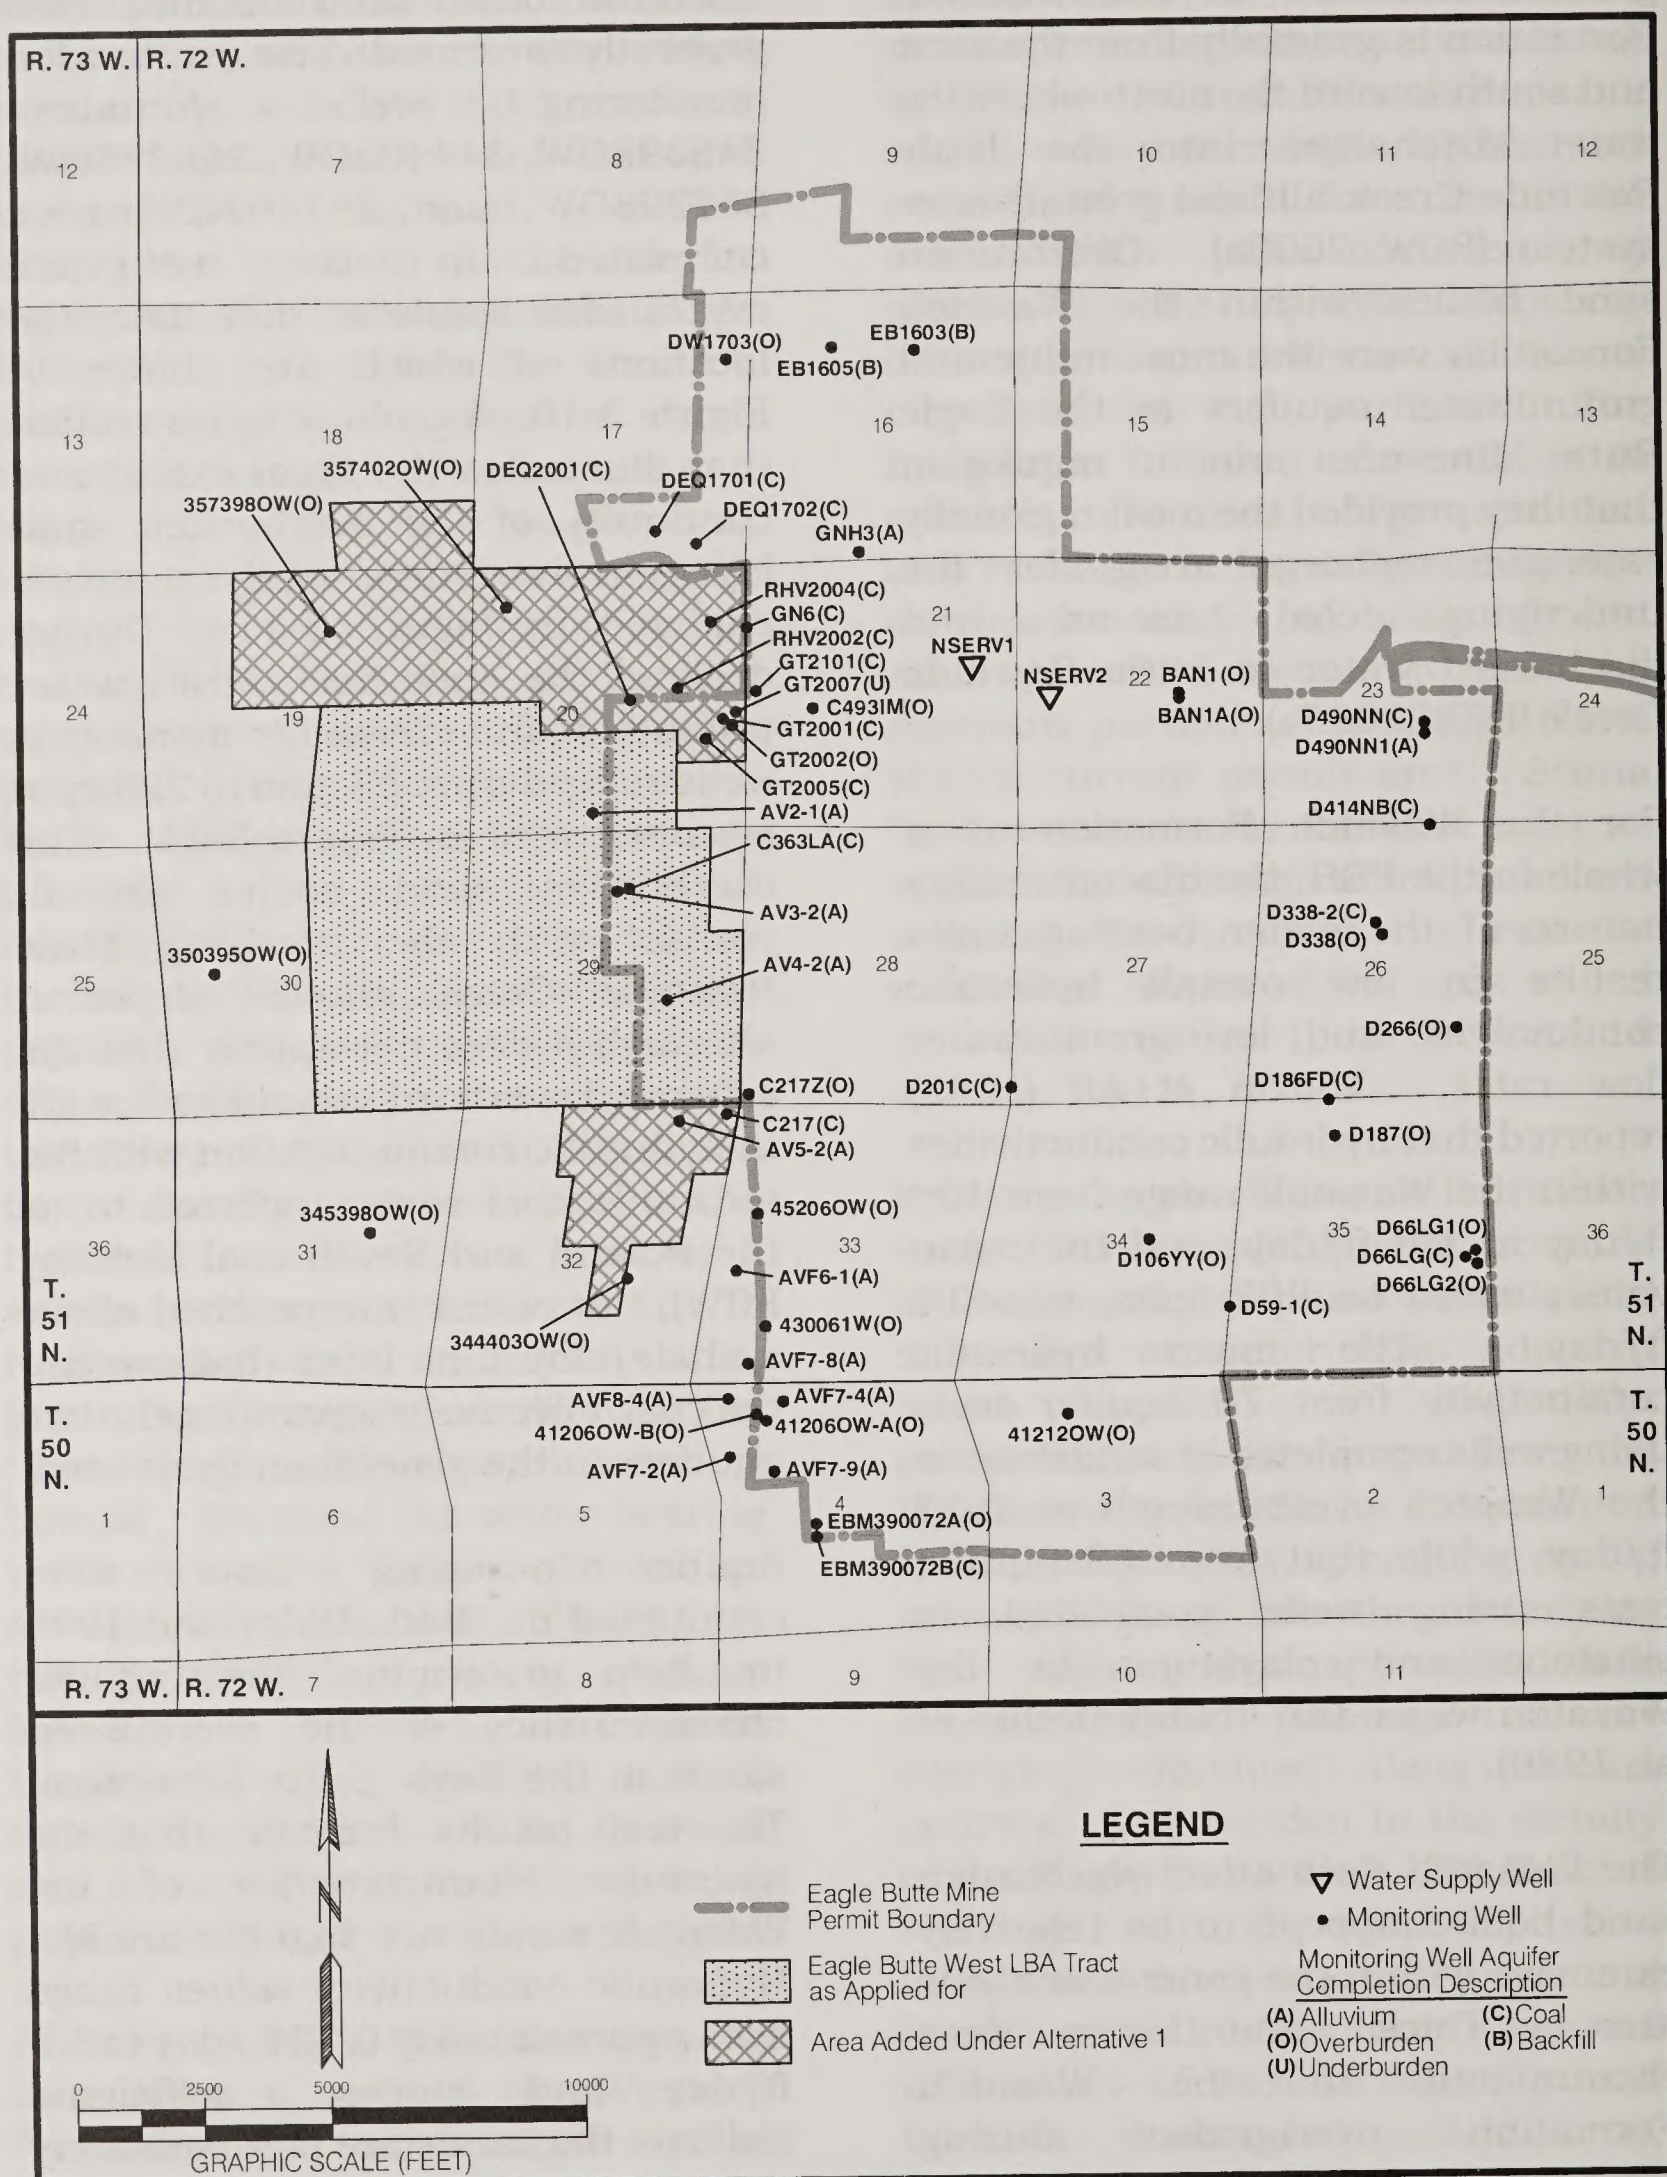 R. 73 W. R. 72 W.
12 7 8 9 10 11 12
DW1703(O)
EB1603(B)
EB1605(B)
13 18 17 16 15 14 13
357402OW(O)
DEQ2001(C)
357398OW(O)
DEQ1701(C)
DEQ1702(C)
GNH3(A)
RHV2004(C)
GN6(C)
21
RHV2002(C)
NSERV1
GT2101(C)
NSERV2
22
BAN1(O)
GT2007(U)
24 19 20
C493IM(O)
BAN1A(O)
23
24
D490NN(C)
GT2001(C)
D490NN1(A)
GT2002(O)
GT2005(C)
AV2-1(A)
D414NB(C)
C363LA(C)
AV3-2(A)
D338-2(C)
D338(O)
350395OW(O)
25 30 29
AV4-2(A)
28 27 26 25
D266(O)
C217Z(O)
D201C(C)
D186FD(C)
C217(C)
D187(O)
AV5-2(A)
345398OW(O)
45206OW(O)
36 31 32 33 34 35 36
D106YY(O)
D66LG1(O)
D66LG(C)
D66LG2(O)
AVF6-1(A)
T.
51
N.
T.
51
N.
D59-1(C)
344403OW(O)
430061W(O)
AVF7-8(A)
AVF8-4(A)
AVF7-4(A)
41206OW-B(O)
41206OW-A(O)
41212OW(O)
T.
50
N.
T.
50
N.
AVF7-2(A)
AVF7-9(A)
1 6 5 4 3 2 1
EBM390072A(O)
EBM390072B(C)
R. 73 W. R. 72 W. 7 8 9 10 11
N
LEGEND
Eagle Butte Mine
Permit Boundary
Eagle Butte West LBA Tract
as Applied for
Area Added Under Alternative 1
Water Supply Well
Monitoring Well
Monitoring Well Aquifer
Completion Description
(A) Alluvium (C) Coal
(O) Overburden (B) Backfill
(U) Underburden
0 2500 5000 10000
GRAPHIC SCALE (FEET)